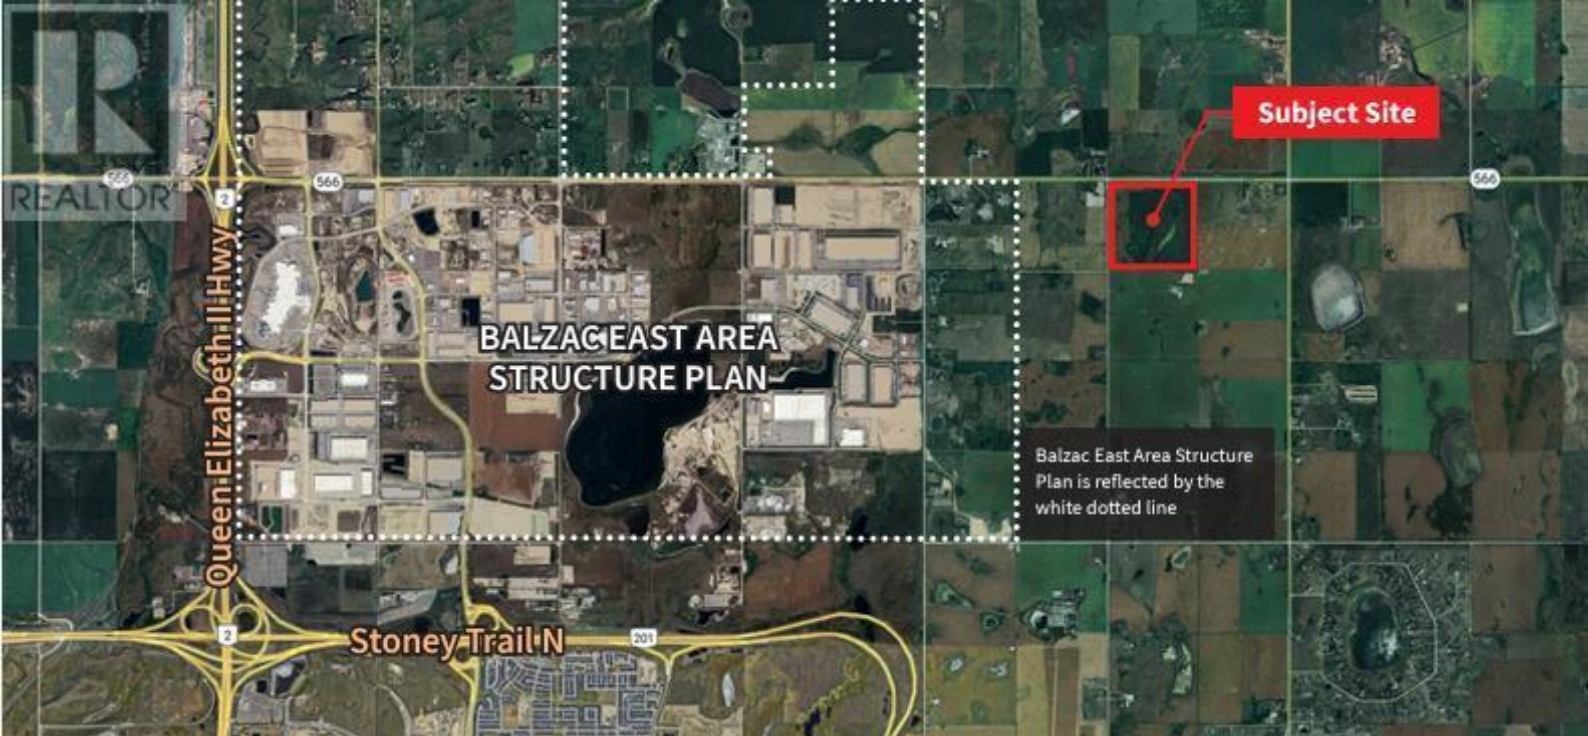 REALTOR
566
566
2
566
Subject Site
Queen Elizabeth II Hwy
BALZAC EAST AREA
STRUCTURE PLAN
Balzac East Area Structure
Plan is reflected by the
white dotted line
2
Stoney Trail N
201